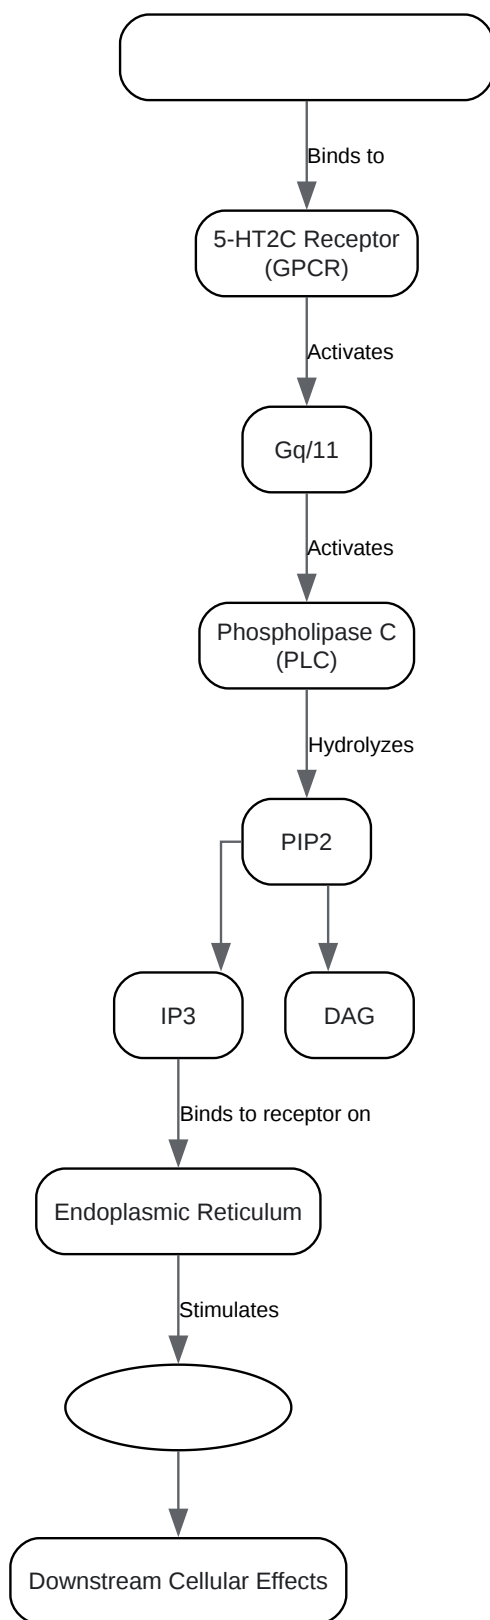 Binds to
5-HT2C Receptor
(GPCR)
Activates
Gq/11
Activates
Phospholipase C
(PLC)
Hydrolyzes
PIP2
IP3
DAG
Binds to receptor on
Endoplasmic Reticulum
Stimulates
Downstream Cellular Effects